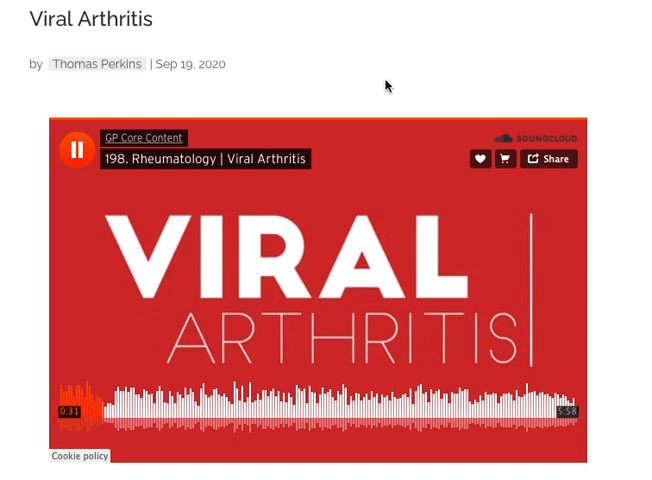 Viral Arthritis
by Thomas Perkins | Sep 19, 2020
GP Core Content
SOUNDCLOUD
198. Rheumatology | Viral Arthritis
Share
VIRAL
ARTHRITIS
0:31
5:58
Cookie policy